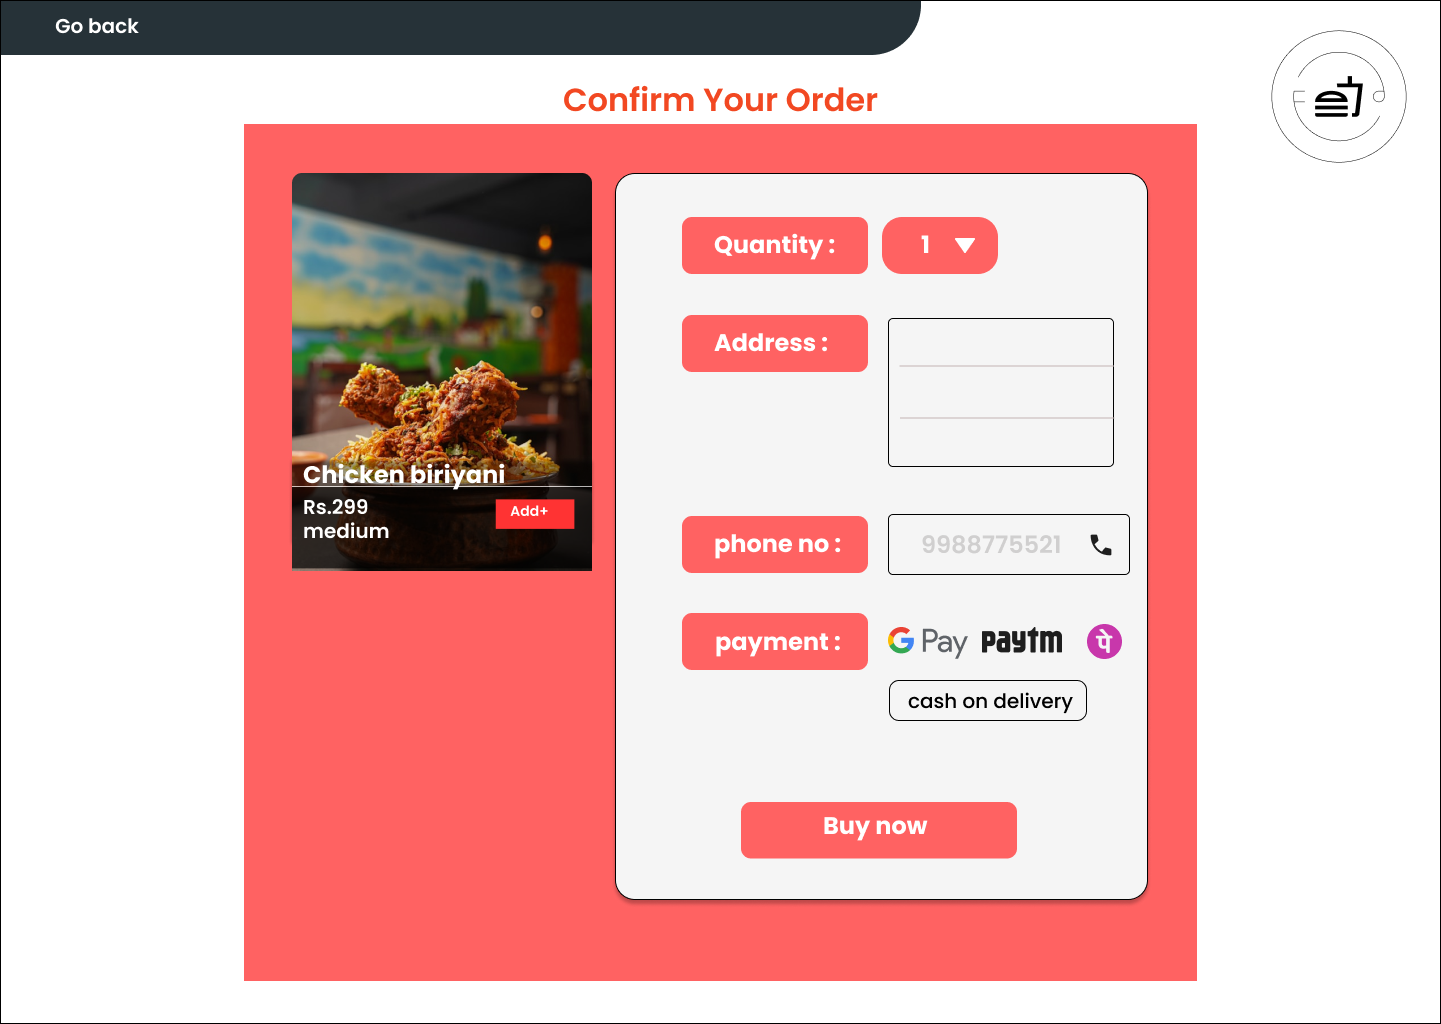 Go back
Confirm Your Order
Chicken biriyani
Rs.299
medium
Add+
Quantity :
1
Address :
phone no :
9988775521
payment :
G Pay
paytm
पे
cash on delivery
Buy now